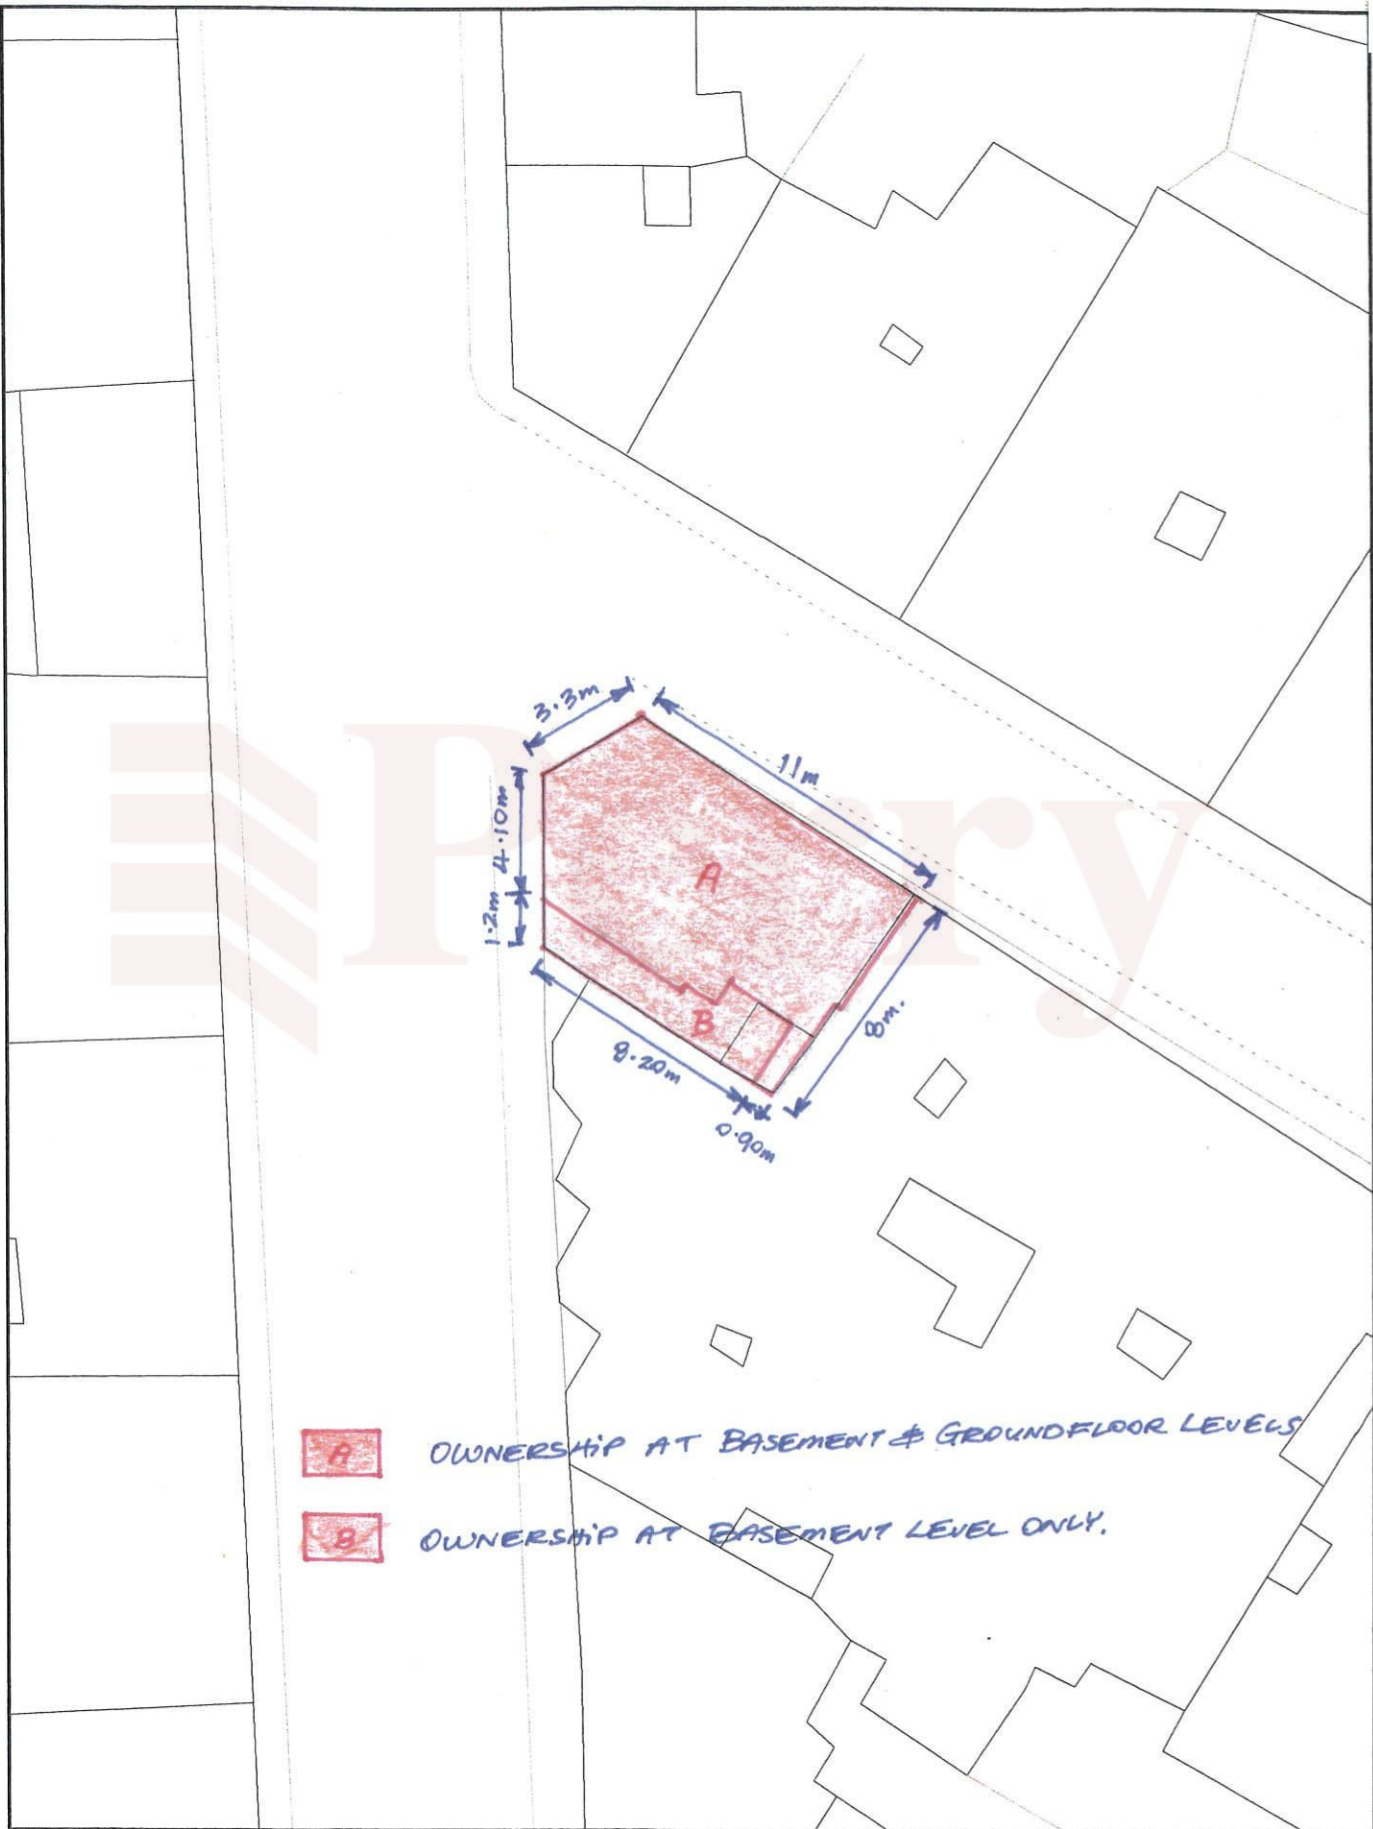 3.3m
11m
4.10m
1.2m
A
B
8m.
8.20m
0.90m
A OWNERSHIP AT BASEMENT & GROUNDFLOOR LEVELS
B OWNERSHIP AT BASEMENT LEVEL ONLY.
Perry